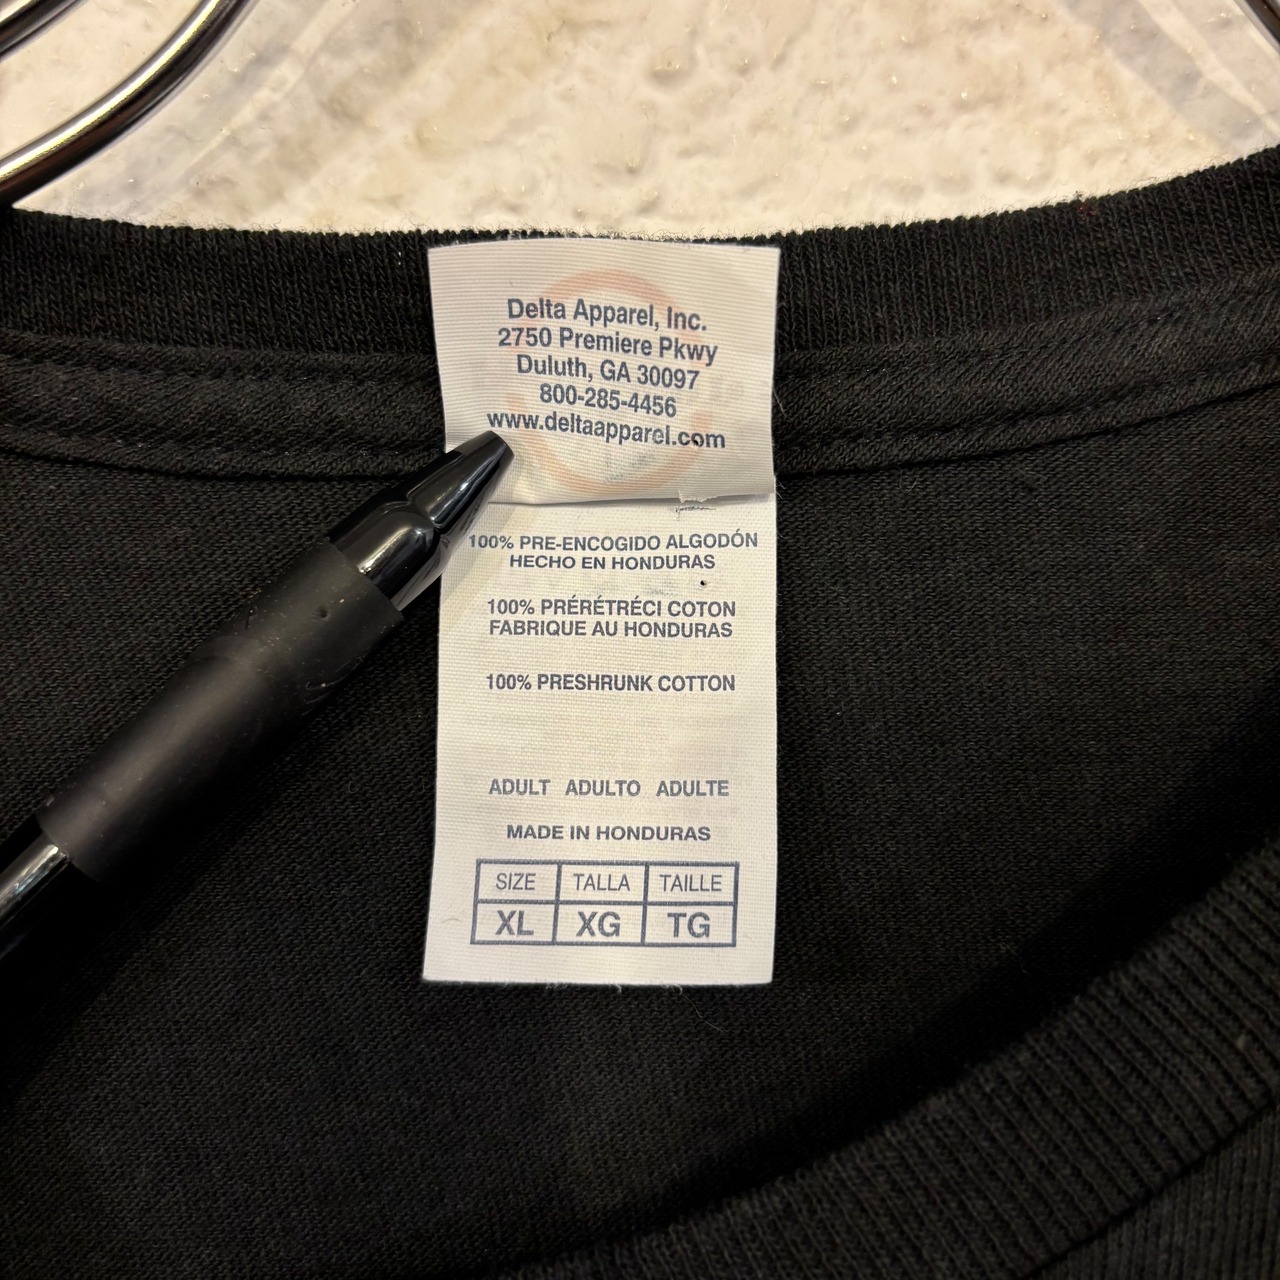 Delta Apparel, Inc.
2750 Premiere Pkwy
Duluth, GA 30097
800-285-4456
www.deltaapparel.com
100% PRE-ENCOGIDO ALGODÓN
HECHO EN HONDURAS
100% PRÉRÉTRÉCI COTON
FABRIQUE AU HONDURAS
100% PRESHRUNK COTTON
ADULT ADULTO ADULTE
MADE IN HONDURAS
SIZE TALLA TAILLE
XL XG TG